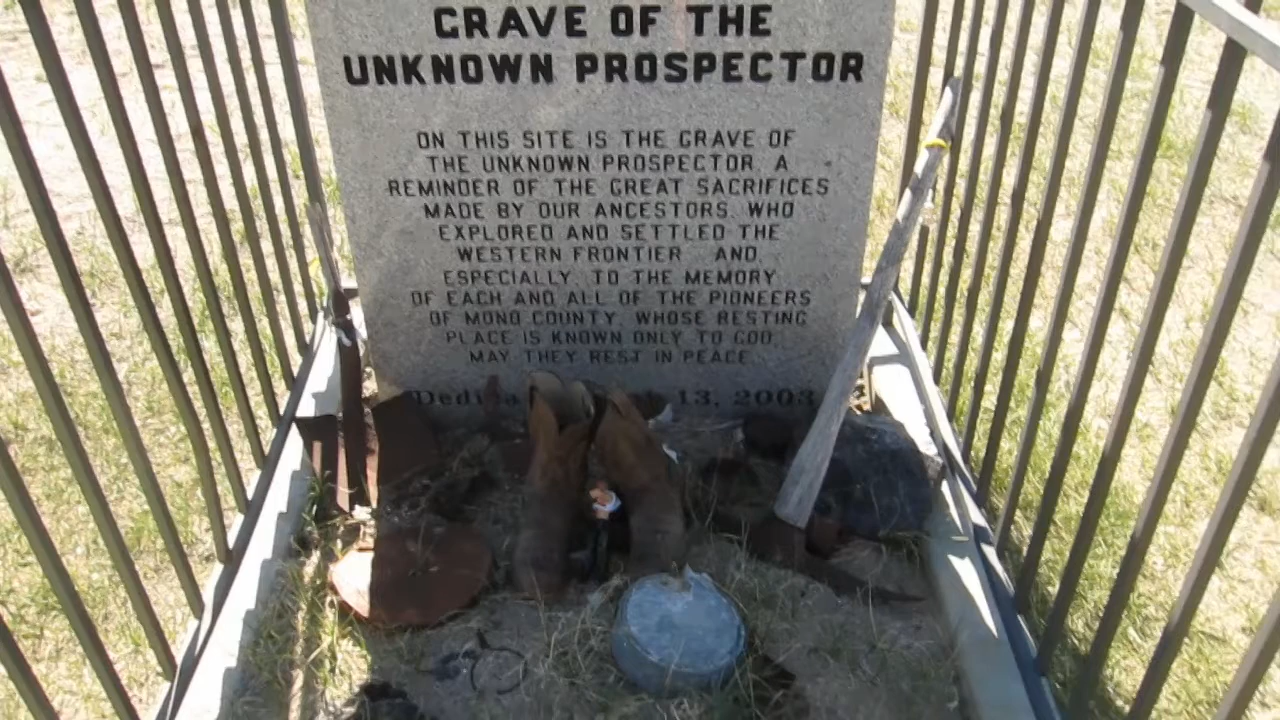 GRAVE OF THE
UNKNOWN PROSPECTOR
ON THIS SITE IS THE GRAVE OF
THE UNKNOWN PROSPECTOR, A
REMINDER OF THE GREAT SACRIFICES
MADE BY OUR ANCESTORS, WHO
EXPLORED AND SETTLED THE
WESTERN FRONTIER AND
ESPECIALLY, TO THE MEMORY
OF EACH AND ALL OF THE PIONEERS
OF MONO COUNTY, WHOSE RESTING
PLACE IS KNOWN ONLY TO GOD.
MAY THEY REST IN PEACE
13, 2003